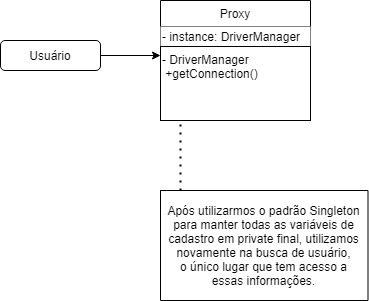 Proxy
- instance: DriverManager
Usuário
- DriverManager
+getConnection()
Após utilizarmos o padrão Singleton
para manter todas as variáveis de
cadastro em private final, utilizamos
novamente na busca de usuário,
o único lugar que tem acesso a
essas informações.